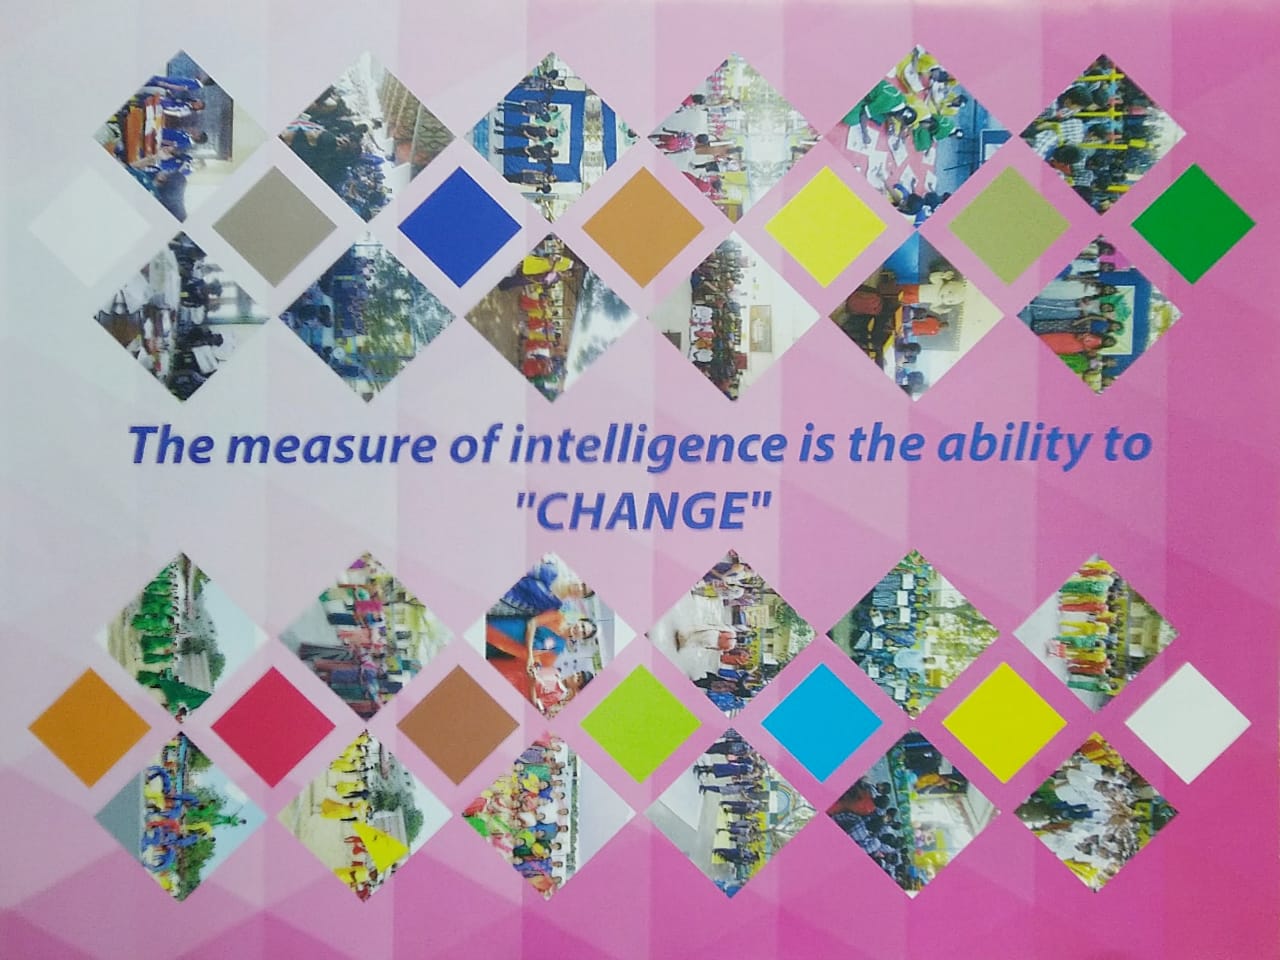 The measure of intelligence is the ability to
"CHANGE"